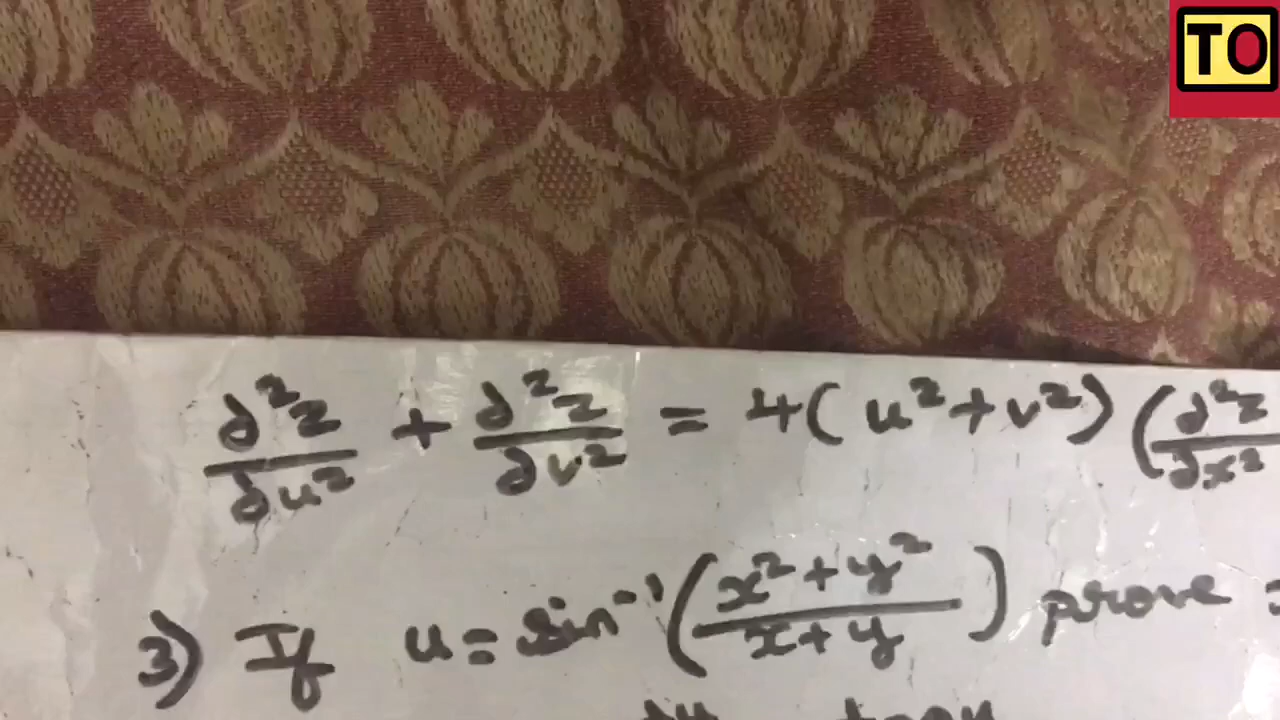 TO
∂²z/∂u² + ∂²z/∂v² = 4(u²+v²) (∂²z/∂x²
3) If u = sin⁻¹ (x²+y²/x+y) prove